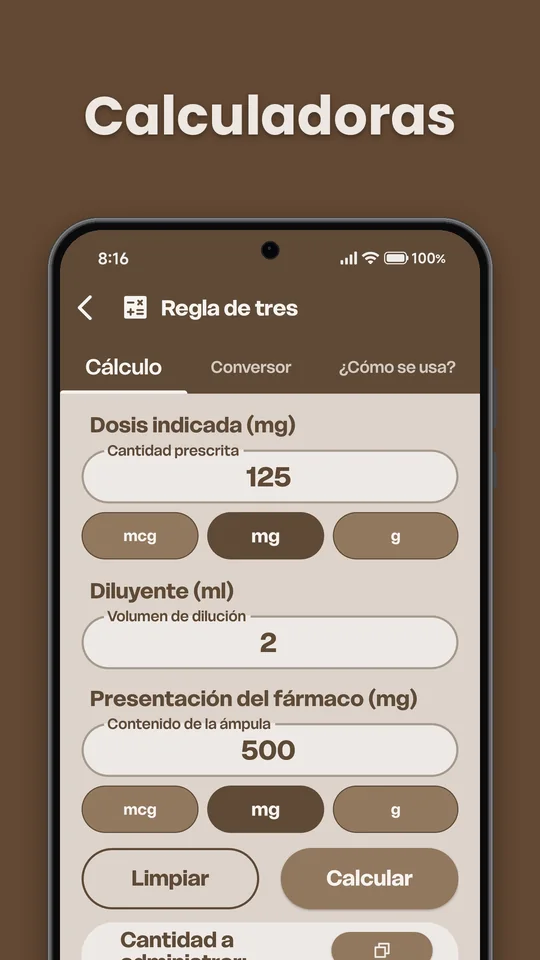 Calculadoras
8:16
100%
Regla de tres
Cálculo
Conversor
¿Cómo se usa?
Dosis indicada (mg)
Cantidad prescrita
125
mcg
mg
g
Diluyente (ml)
Volumen de dilución
2
Presentación del fármaco (mg)
Contenido de la ámpula
500
mcg
mg
g
Limpiar
Calcular
Cantidad a
administrar: